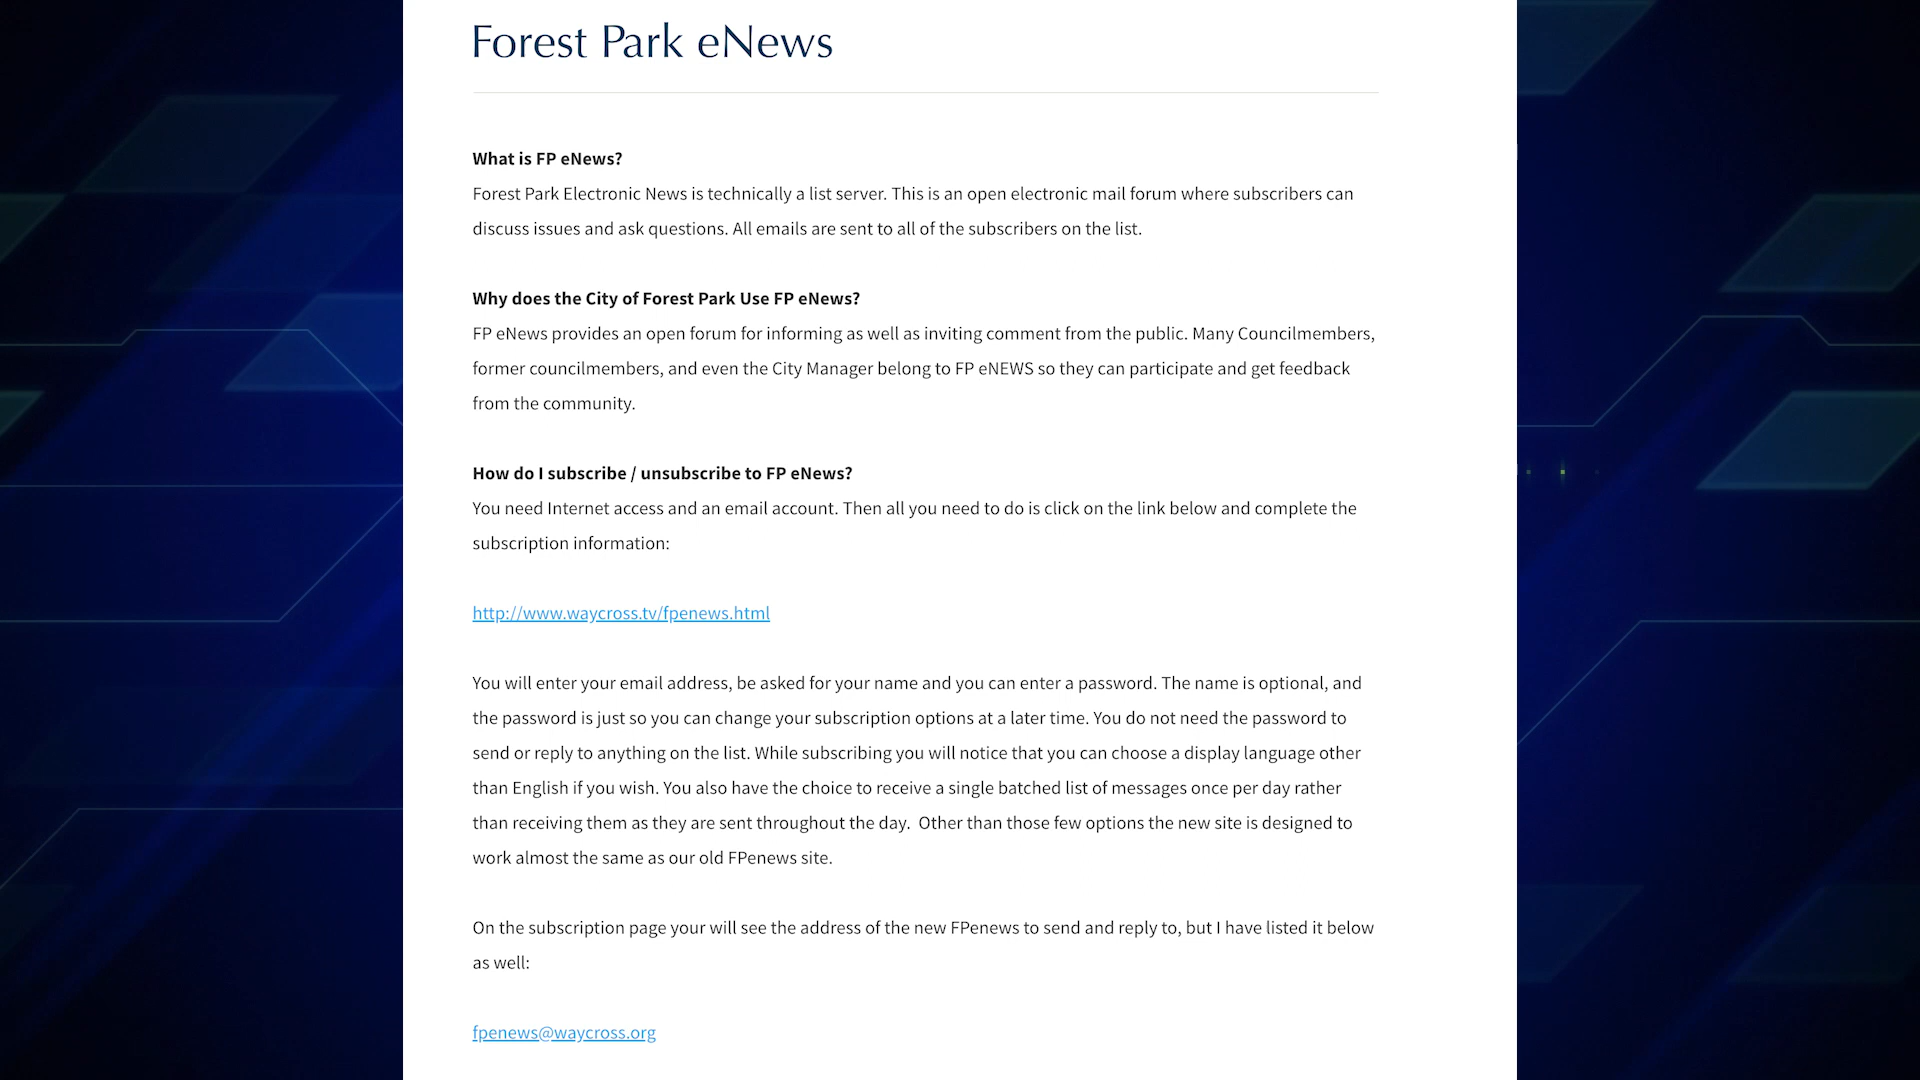 Forest Park eNews
What is FP eNews?
Forest Park Electronic News is technically a list server. This is an open electronic mail forum where subscribers can
discuss issues and ask questions. All emails are sent to all of the subscribers on the list.
Why does the City of Forest Park Use FP eNews?
FP eNews provides an open forum for informing as well as inviting comment from the public. Many Councilmembers,
former councilmembers, and even the City Manager belong to FP eNEWS so they can participate and get feedback
from the community.
How do I subscribe / unsubscribe to FP eNews?
You need Internet access and an email account. Then all you need to do is click on the link below and complete the
subscription information:
http://www.waycross.tv/fpenews.html
You will enter your email address, be asked for your name and you can enter a password. The name is optional, and
the password is just so you can change your subscription options at a later time. You do not need the password to
send or reply to anything on the list. While subscribing you will notice that you can choose a display language other
than English if you wish. You also have the choice to receive a single batched list of messages once per day rather
than receiving them as they are sent throughout the day.  Other than those few options the new site is designed to
work almost the same as our old FPenews site.
On the subscription page your will see the address of the new FPenews to send and reply to, but I have listed it below
as well:
fpenews@waycross.org